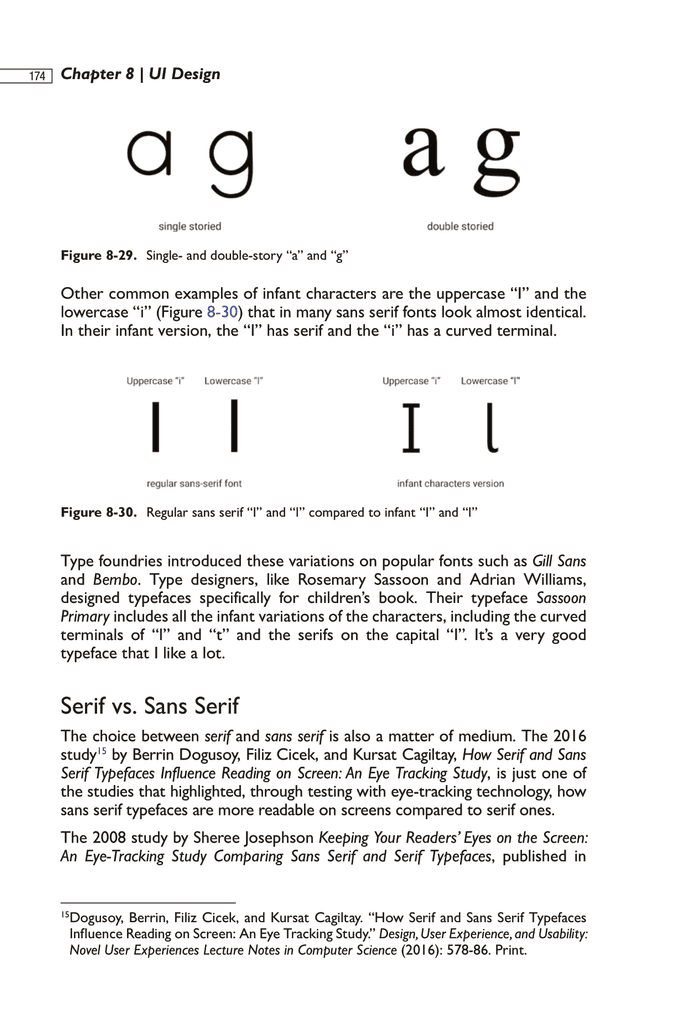 174 Chapter 8 | UI Design
a g a g
single storied double storied
Figure 8-29. Single- and double-story “a” and “g”
Other common examples of infant characters are the uppercase “I” and the
lowercase “i” (Figure 8-30) that in many sans serif fonts look almost identical.
In their infant version, the “I” has serif and the “i” has a curved terminal.
Uppercase “i” Lowercase “l” Uppercase “i” Lowercase “l”
I l I l
regular sans-serif font infant characters version
Figure 8-30. Regular sans serif “I” and “l” compared to infant “I” and “l”
Type foundries introduced these variations on popular fonts such as Gill Sans
and Bembo. Type designers, like Rosemary Sassoon and Adrian Williams,
designed typefaces specifically for children’s book. Their typeface Sassoon
Primary includes all the infant variations of the characters, including the curved
terminals of “l” and “t” and the serifs on the capital “I”. It’s a very good
typeface that I like a lot.
Serif vs. Sans Serif
The choice between serif and sans serif is also a matter of medium. The 2016
study15 by Berrin Dogusoy, Filiz Cicek, and Kursat Cagiltay, How Serif and Sans
Serif Typefaces Influence Reading on Screen: An Eye Tracking Study, is just one of
the studies that highlighted, through testing with eye-tracking technology, how
sans serif typefaces are more readable on screens compared to serif ones.
The 2008 study by Sheree Josephson Keeping Your Readers’ Eyes on the Screen:
An Eye-Tracking Study Comparing Sans Serif and Serif Typefaces, published in
15Dogusoy, Berrin, Filiz Cicek, and Kursat Cagiltay. “How Serif and Sans Serif Typefaces
Influence Reading on Screen: An Eye Tracking Study.” Design, User Experience, and Usability:
Novel User Experiences Lecture Notes in Computer Science (2016): 578-86. Print.